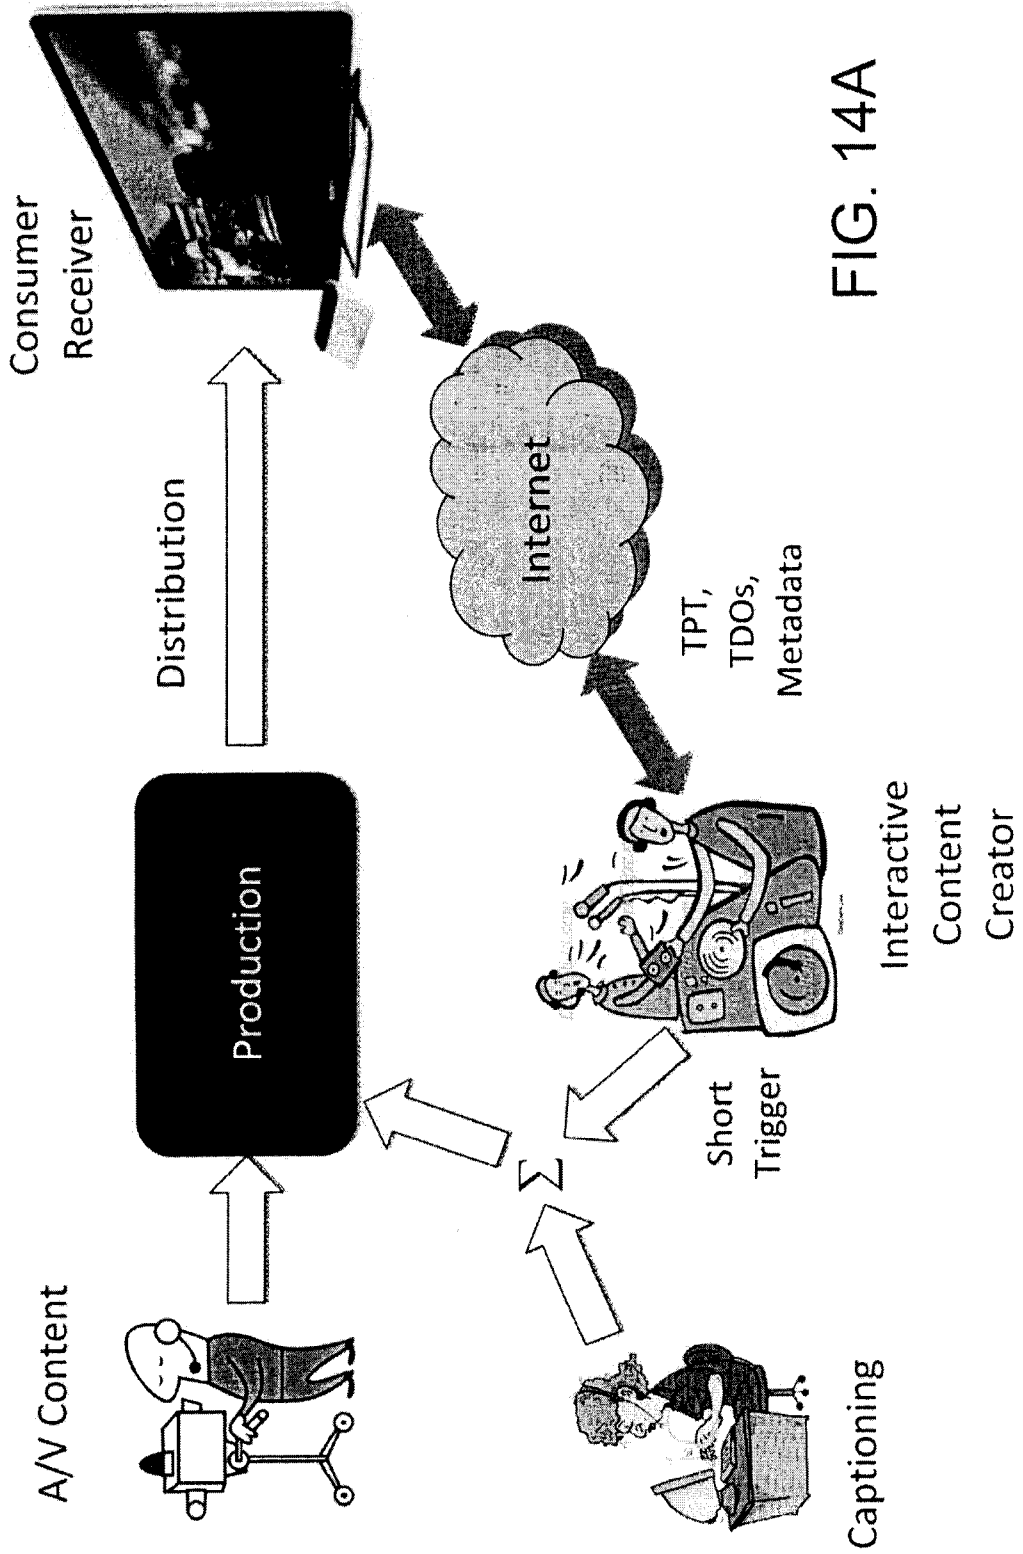 A/V Content
Production
Distribution
Consumer
Receiver
Captioning
Σ
Short
Trigger
Interactive
Content
Creator
TPT,
TDOs,
Metadata
Internet
FIG. 14A